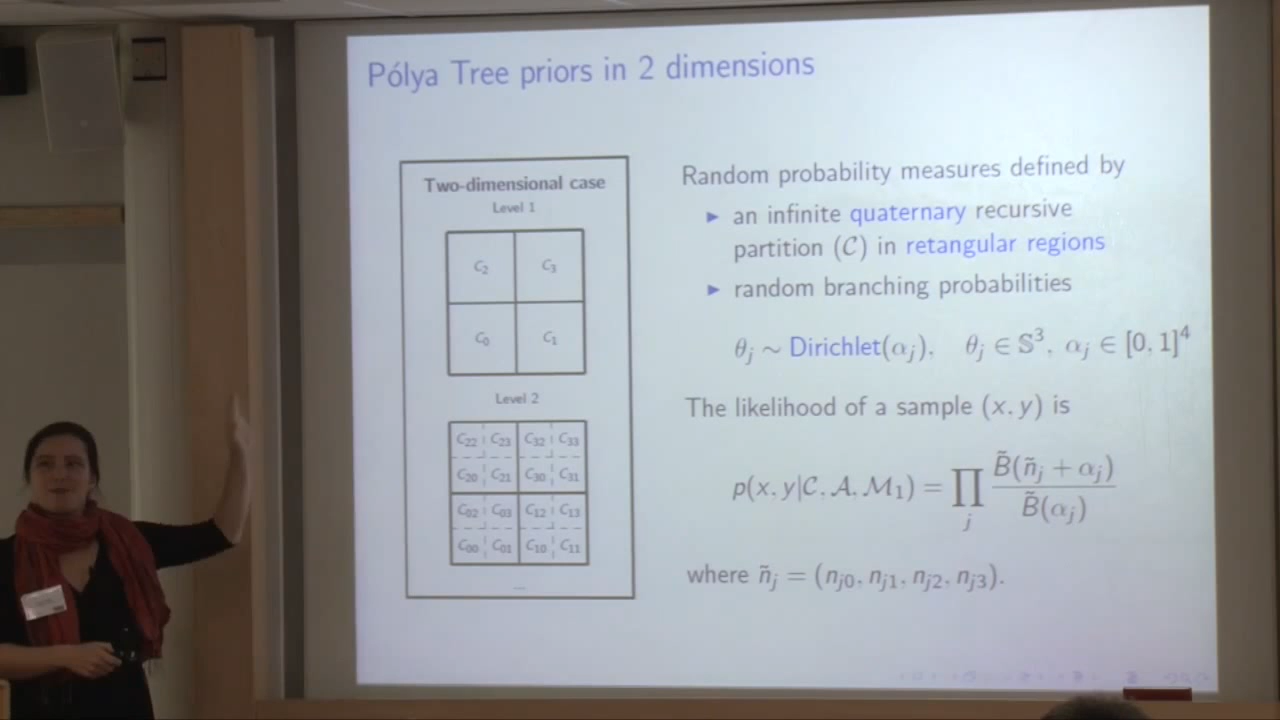 Pólya Tree priors in 2 dimensions
Two-dimensional case
Level 1
C2 C3
C0 C1
Level 2
C22 C23 C32 C33
C20 C21 C30 C31
C02 C03 C12 C13
C00 C01 C10 C11
...
Random probability measures defined by
▶ an infinite quaternary recursive
partition (𝒞) in retangular regions
▶ random branching probabilities
θj ∼ Dirichlet(αj), θj ∈ 𝕊³, αj ∈ [0, 1]⁴
The likelihood of a sample (x, y) is
p(x, y|𝒞, 𝒜, ℳ1) = ∏j B̃(ñj + αj) / B̃(αj)
where ñj = (nj0, nj1, nj2, nj3).